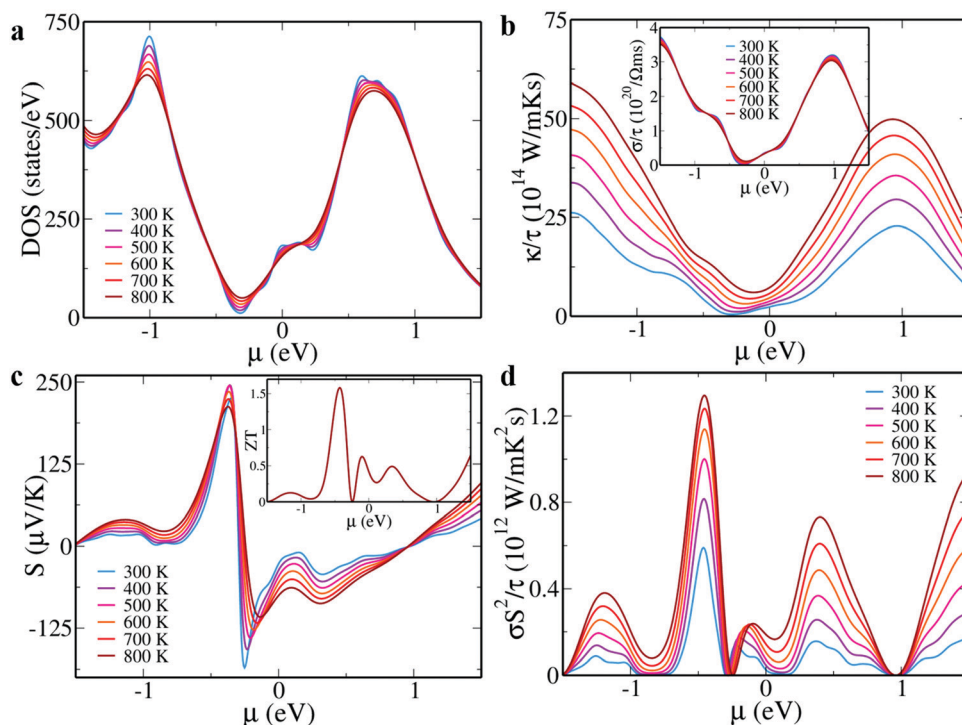 a
750
500
250
0
DOS (states/eV)
300 K
400 K
500 K
600 K
700 K
800 K
-1
0
1
μ (eV)
b
75
50
25
0
κ/τ (10^14 W/mKs)
-1
0
1
μ (eV)
4
3
2
1
0
σ/τ (10^20/Ωms)
300 K
400 K
500 K
600 K
700 K
800 K
-1
0
1
μ (eV)
c
250
125
0
-125
S (μV/K)
300 K
400 K
500 K
600 K
700 K
800 K
-1
0
1
μ (eV)
1.5
1
0.5
0
ZT
-1
0
1
μ (eV)
d
1.2
0.8
0.4
0
σS²/τ (10^12 W/mK²s)
300 K
400 K
500 K
600 K
700 K
800 K
-1
0
1
μ (eV)